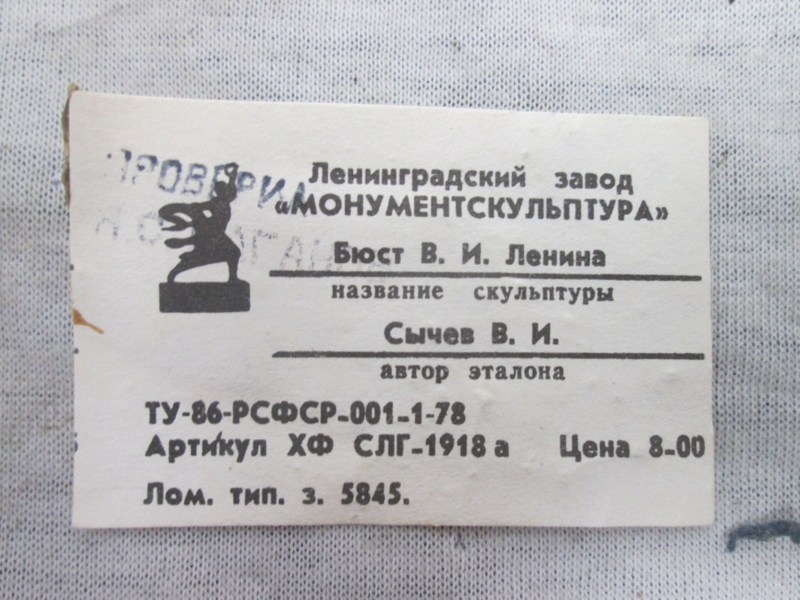 ПРОВЕРИЛ
Ленинградский завод
«МОНУМЕНТСКУЛЬПТУРА»
Бюст В. И. Ленина
название скульптуры
Сычев В. И.
автор эталона
ТУ-86-РСФСР-001-1-78
Артикул ХФ СЛГ-1918 а Цена 8-00
Лом. тип. з. 5845.